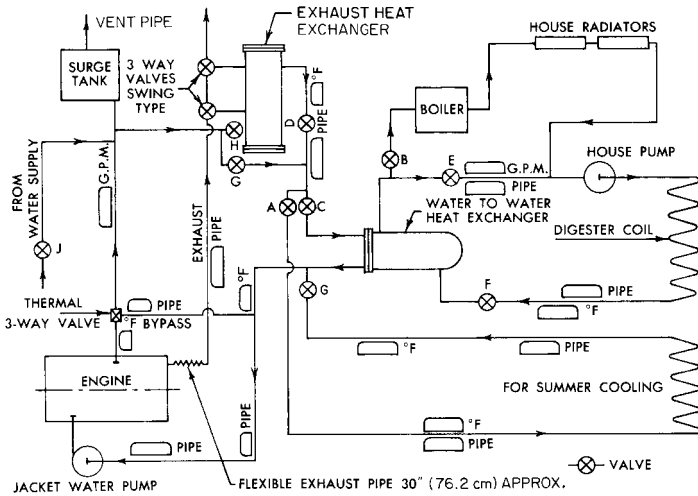 VENT PIPE
EXHAUST HEAT
EXCHANGER
HOUSE RADIATORS
SURGE
TANK
3 WAY
VALVES
SWING
TYPE
°F
BOILER
D
PIPE
H
G
B
E
G.P.M.
PIPE
HOUSE PUMP
FROM
WATER SUPPLY
G.P.M.
J
EXHAUST
PIPE
A
C
WATER TO WATER
HEAT EXCHANGER
DIGESTER COIL
°F
G
F
PIPE
°F
THERMAL
3-WAY VALVE
PIPE
°F BYPASS
ENGINE
°F
PIPE
FOR SUMMER COOLING
PIPE
°F
PIPE
PIPE
VALVE
JACKET WATER PUMP
FLEXIBLE EXHAUST PIPE 30" (76.2 cm) APPROX.